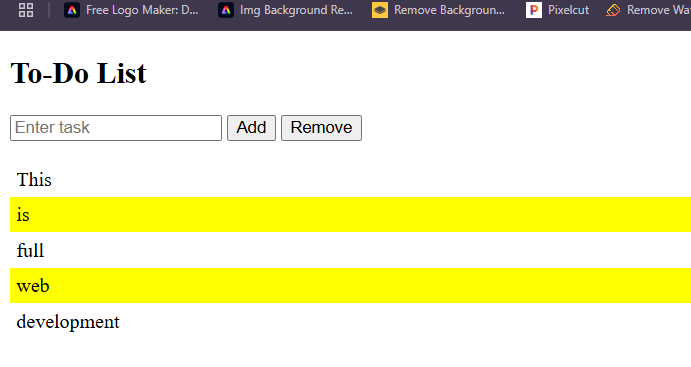 Free Logo Maker: D... Img Background Re... Remove Backgroun... Pixelcut Remove Wa
To-Do List
Enter task Add Remove
This
is
full
web
development